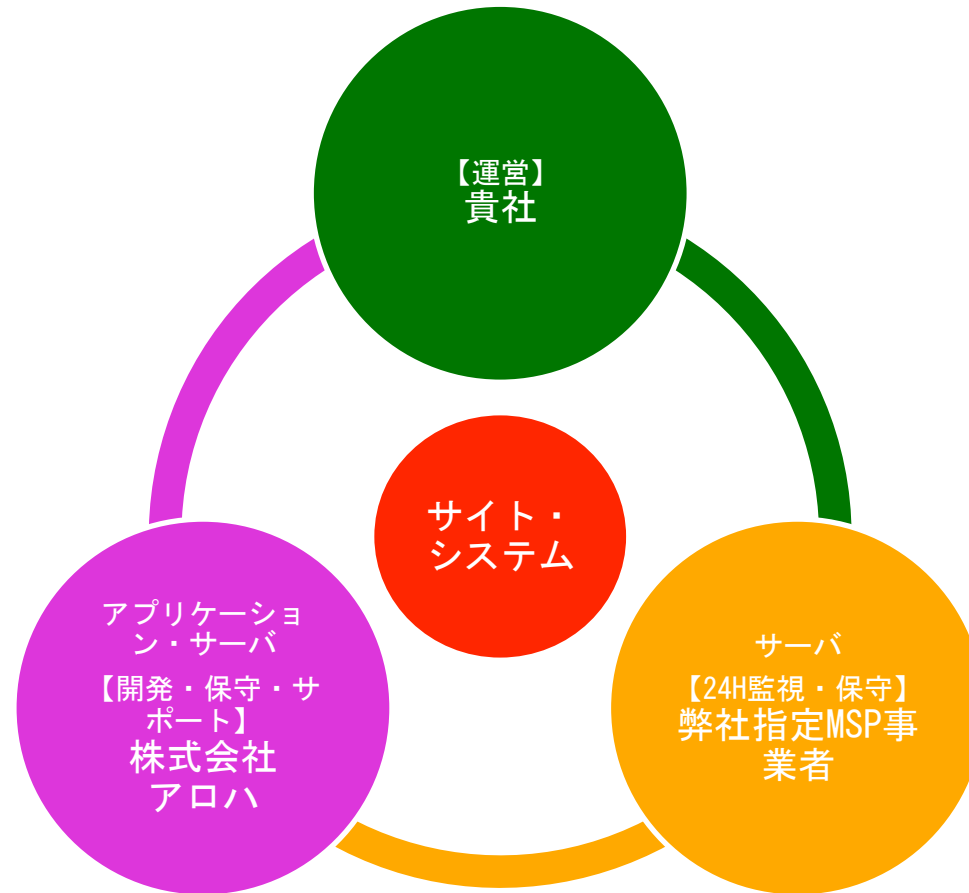 【運営】
貴社
サイト・
システム
アプリケーショ
ン・サーバ
【開発・保守・サ
ポート】
株式会社
アロハ
サーバ
【24H監視・保守】
弊社指定MSP事
業者